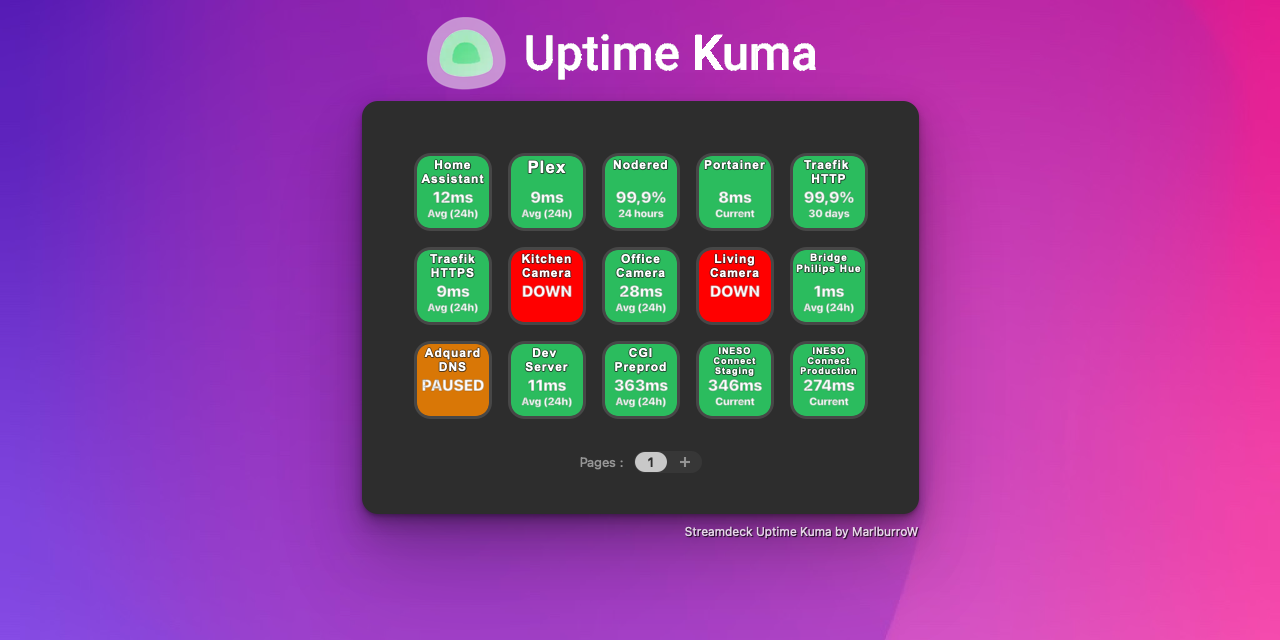 Uptime Kuma
Home
Assistant
12ms
Avg (24h)
Plex
9ms
Avg (24h)
Nodered
99,9%
24 hours
Portainer
8ms
Current
Traefik
HTTP
99,9%
30 days
Traefik
HTTPS
9ms
Avg (24h)
Kitchen
Camera
DOWN
Office
Camera
28ms
Avg (24h)
Living
Camera
DOWN
Bridge
Philips Hue
1ms
Avg (24h)
Adquard
DNS
PAUSED
Dev
Server
11ms
Avg (24h)
CGI
Preprod
363ms
Avg (24h)
INESO
Connect
Staging
346ms
Current
INESO
Connect
Production
274ms
Current
Pages : 1 +
Streamdeck Uptime Kuma by MarlburroW